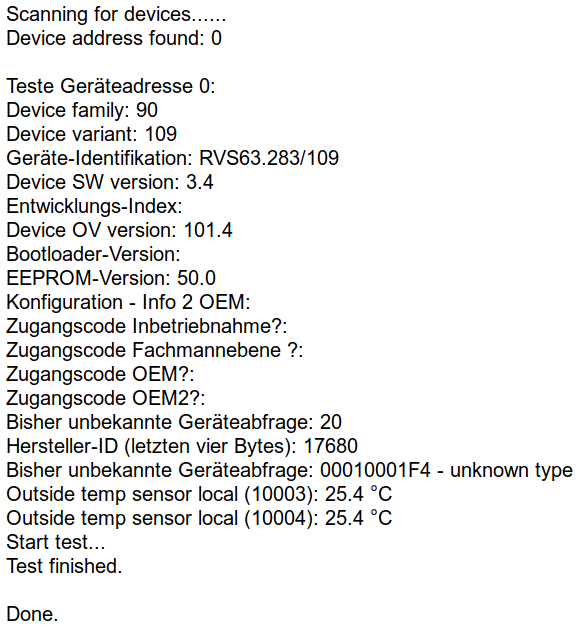 Scanning for devices......
Device address found: 0
Teste Geräteadresse 0:
Device family: 90
Device variant: 109
Geräte-Identifikation: RVS63.283/109
Device SW version: 3.4
Entwicklungs-Index:
Device OV version: 101.4
Bootloader-Version:
EEPROM-Version: 50.0
Konfiguration - Info 2 OEM:
Zugangscode Inbetriebnahme?:
Zugangscode Fachmannebene ?:
Zugangscode OEM?:
Zugangscode OEM2?:
Bisher unbekannte Geräteabfrage: 20
Hersteller-ID (letzten vier Bytes): 17680
Bisher unbekannte Geräteabfrage: 00010001F4 - unknown type
Outside temp sensor local (10003): 25.4 °C
Outside temp sensor local (10004): 25.4 °C
Start test...
Test finished.
Done.